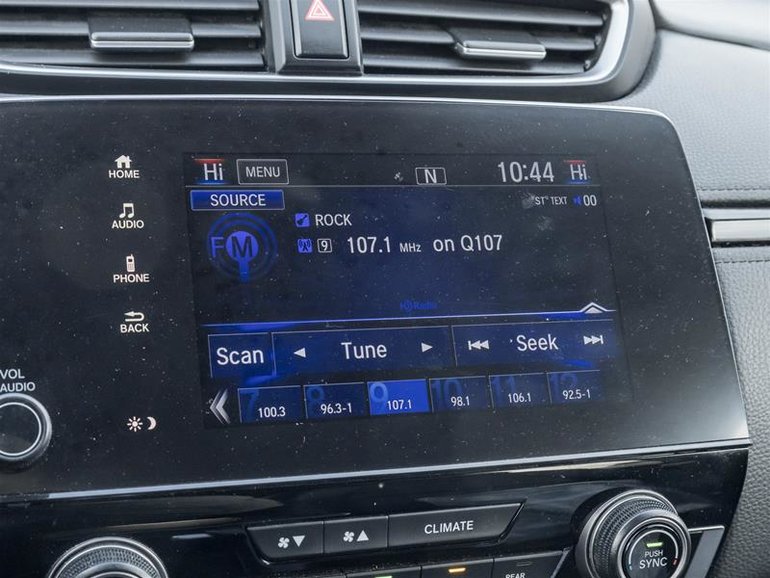 Hi MENU N 10:44 Hi
SOURCE ST TEXT 00
HOME
ROCK
FM
9 107.1 MHz on Q107
AUDIO
PHONE
HD Radio
BACK
Scan Tune Seek
7 8 9 10 11 12
100.3 96.3-1 107.1 98.1 106.1 92.5-1
VOL
AUDIO
CLIMATE
PUSH
SYNC
REAR